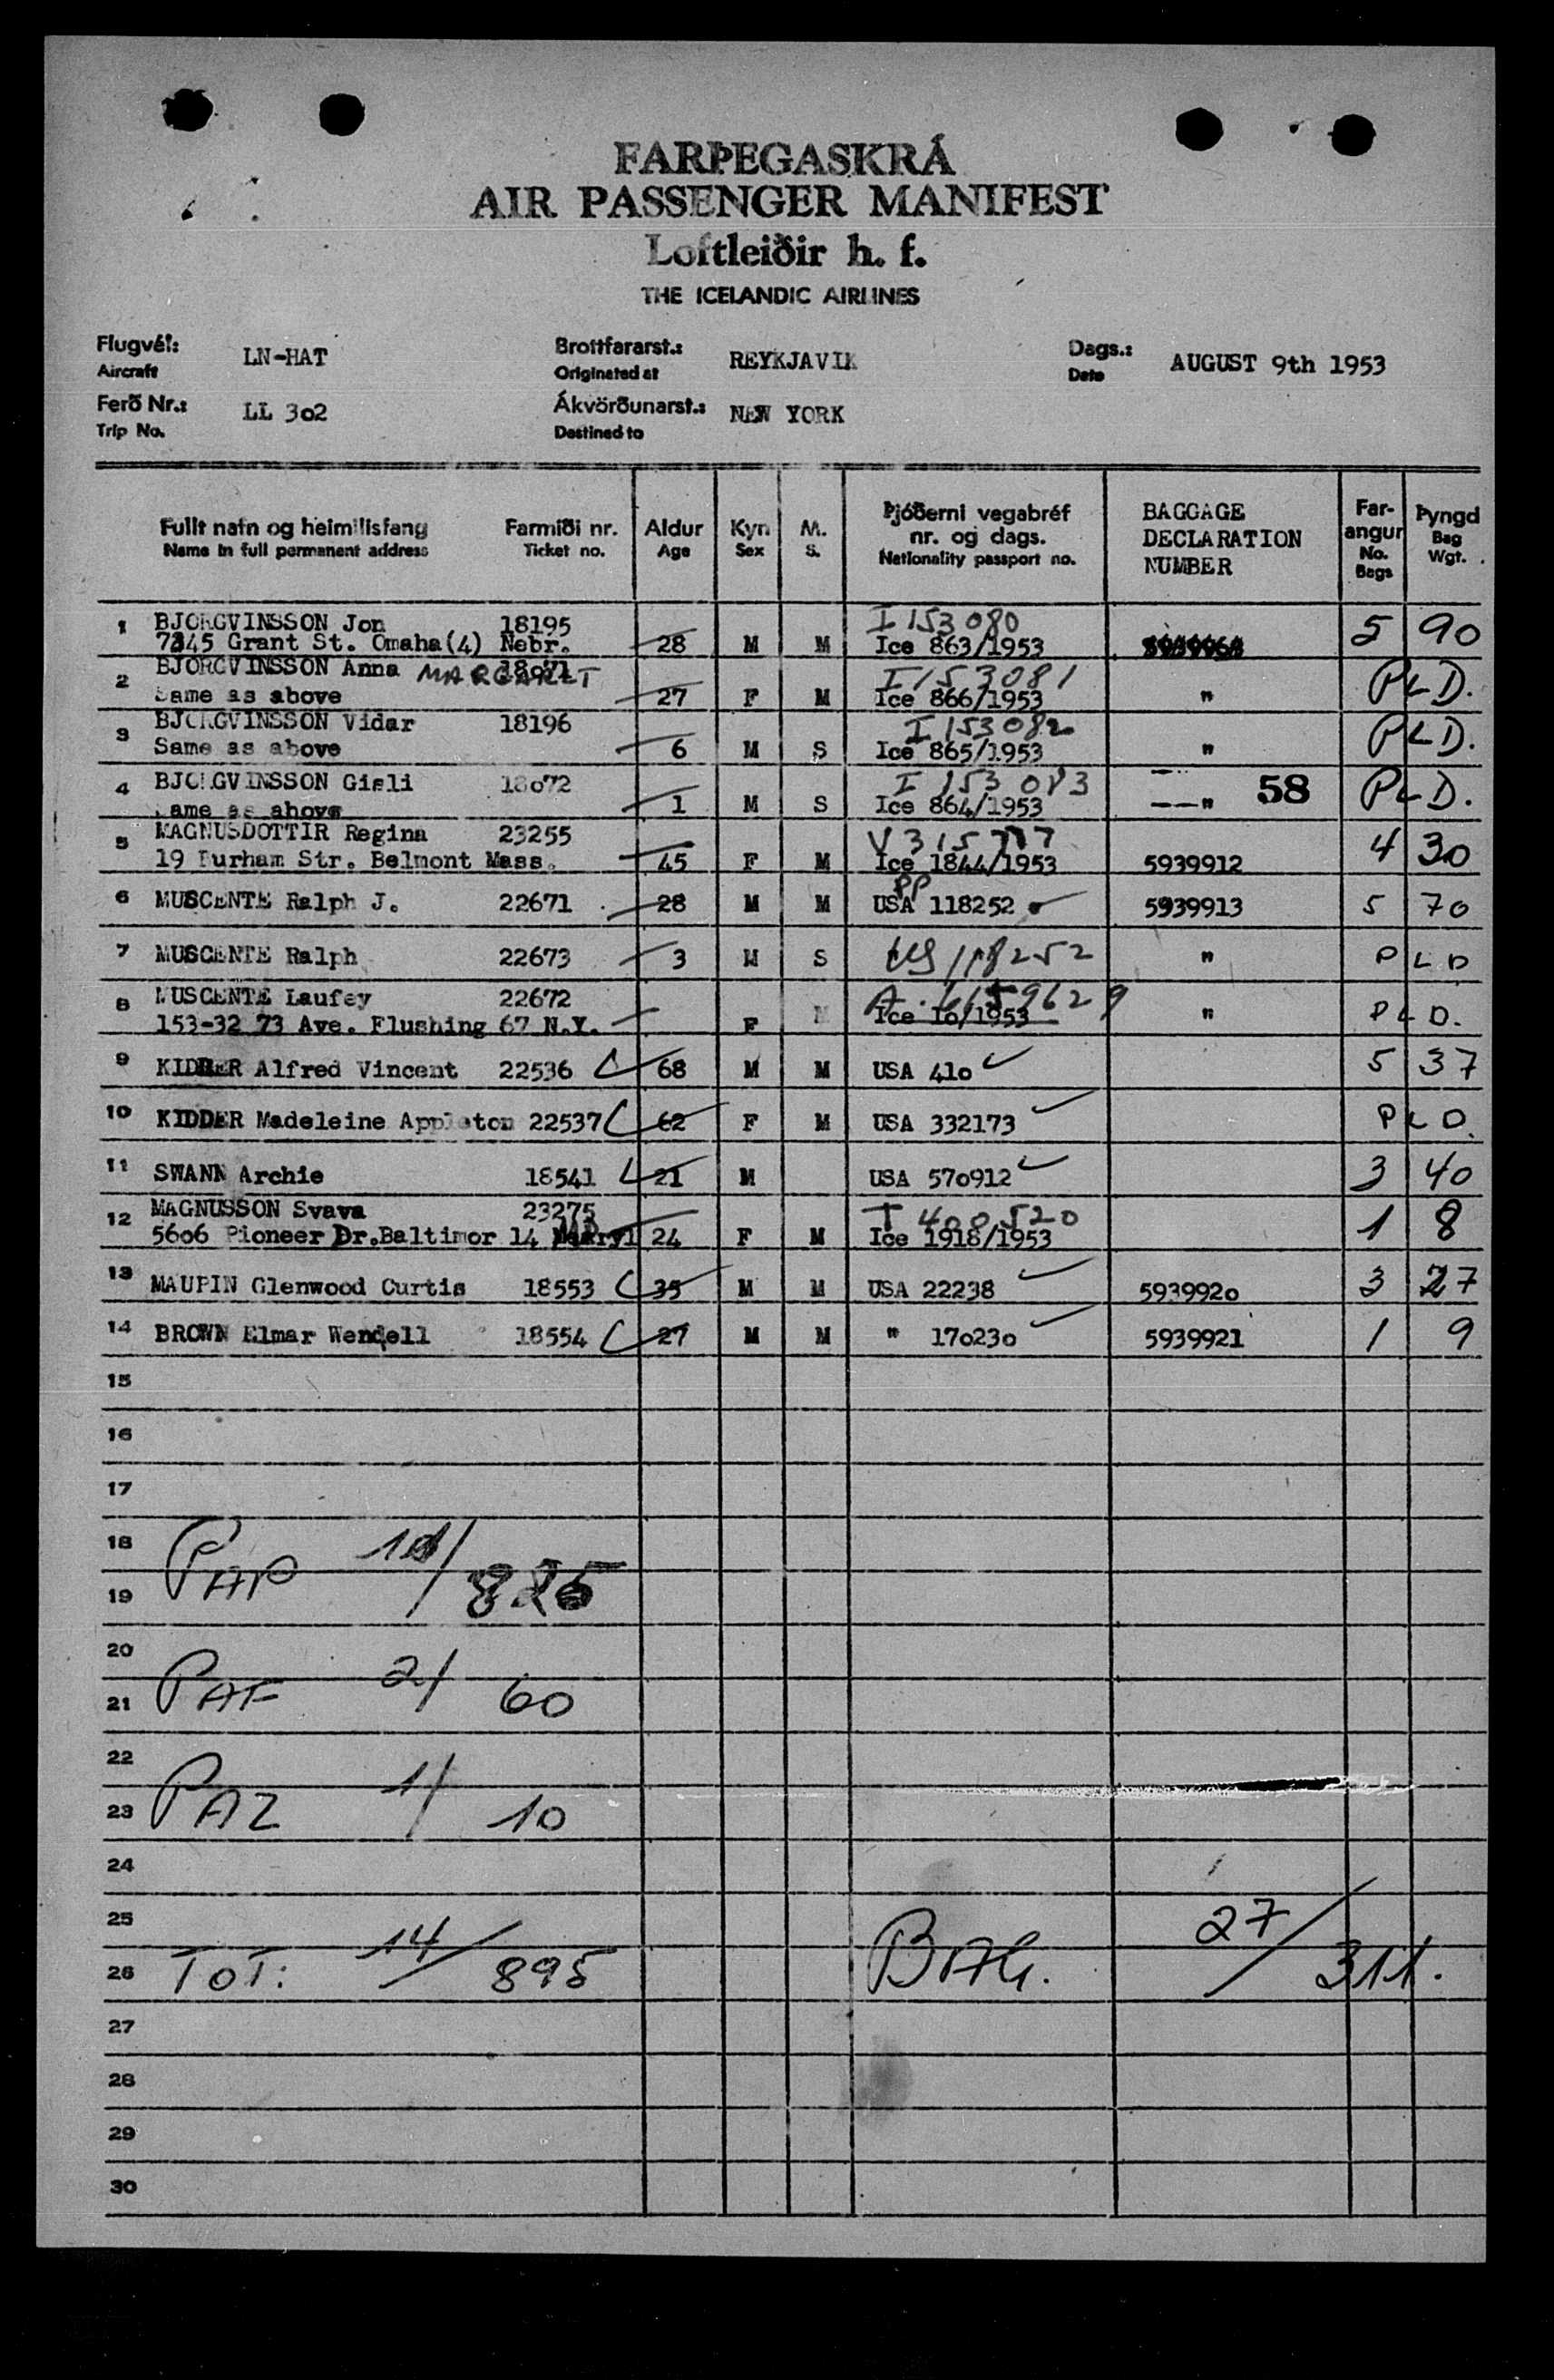 FARÞEGASKRÁ
AIR PASSENGER MANIFEST
Loftleiðir h. f.
THE ICELANDIC AIRLINES
Flugvél: LN-HAT Brottfararst.: REYKJAVIK Dags.: AUGUST 9th 1953
Aircraft Originated at Date
Ferð Nr.: LL 302 Ákvörðunarst.: NEW YORK
Trip No. Destined to
Fullt nafn og heimilisfang Farmiði nr. Aldur Kyn M. Þjóðerni vegabréf nr. og dags. BAGGAGE DECLARATION NUMBER Far-angur Þyngd
Name in full permanent address Ticket no. Age Sex S. Nationality passport no. No. Bags Bag Wgt.
1 BJORGVINSSON Jon 18195 I 153080 5 90
7345 Grant St. Omaha(4) Nebr. 28 M M Ice 863/1953
2 BJORGVINSSON Anna MARGARET 18071 I 153081 PLD.
Same as above 27 F M Ice 866/1953 "
3 BJORGVINSSON Vidar 18196 I 153082 PLD.
Same as above 6 M S Ice 865/1953 "
4 BJORGVINSSON Gisli 18072 I 153083 58 PLD.
Same as above 1 M S Ice 864/1953 "
5 MAGNUSDOTTIR Regina 23255 4 30
19 Durham Str. Belmont Mass. 45 F M Ice 1844/1953 5939912
PP
6 MUSCENTE Ralph J. 22671 28 M M USA 118252 5939913 5 70
7 MUSCENTE Ralph 22673 3 M S US 118252 " PLD
8 MUSCENTE Laufey 22672 M PLD.
153-32 73 Ave. Flushing 67 N.Y. F Ice 10/1953 "
9 KIDDER Alfred Vincent 22536 68 M M USA 410 5 37
10 KIDDER Madeleine Appleton 22537 62 F M USA 332173 PLD.
11 SWANN Archie 18541 21 M USA 570912 3 40
12 MAGNUSSON Svava 23275 I 400520 1 8
5606 Pioneer Dr.Baltimor 14 24 F M Ice 1918/1953
13 MAUPIN Glenwood Curtis 18553 35 M M USA 22238 5939920 3 27
14 BROWN Elmar Wendell 18554 27 M M " 170230 5939921 1 9
15
16
17
18 PAP
19 825
20
21 PAF 2/ 60
22
23 PAZ 1/ 10
24
25
26 TOT: 14/ 895 BAG. 27/ 311.
27
28
29
30